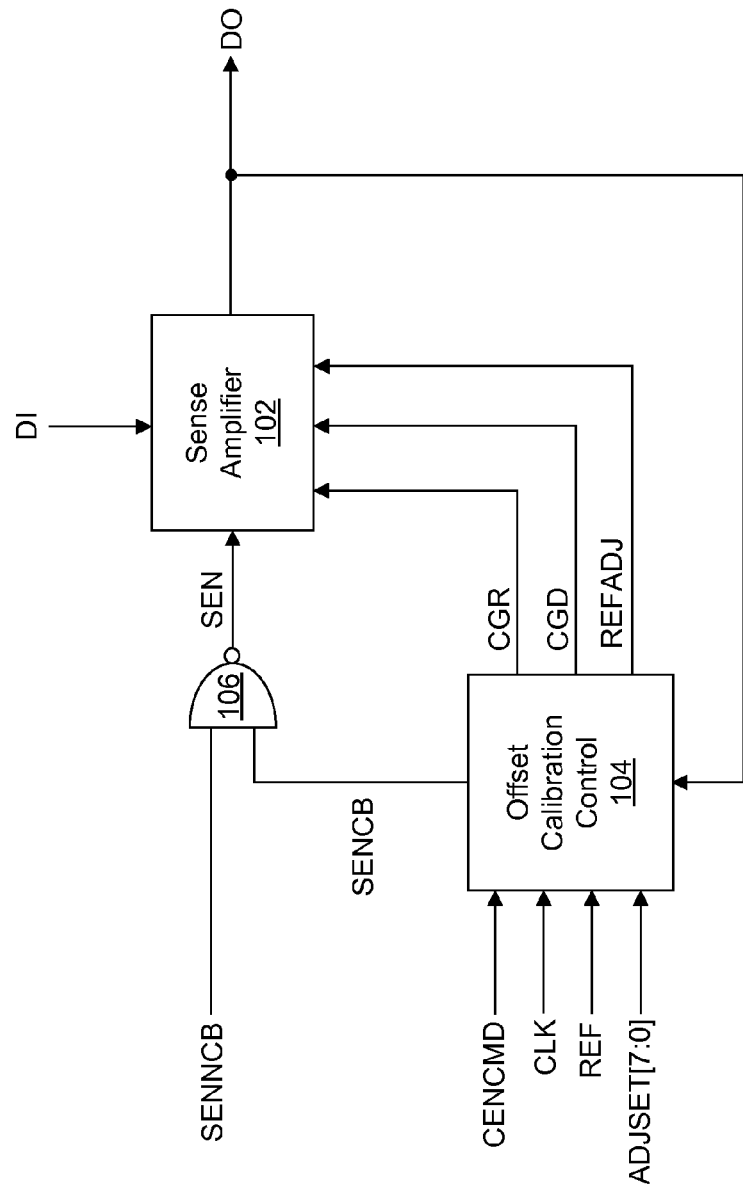 DI
DO
Sense
Amplifier
102
SEN
106
SENNCB
SENCB
CGR
CGD
REFADJ
Offset
Calibration
Control
104
CENCMD
CLK
REF
ADJSET[7:0]